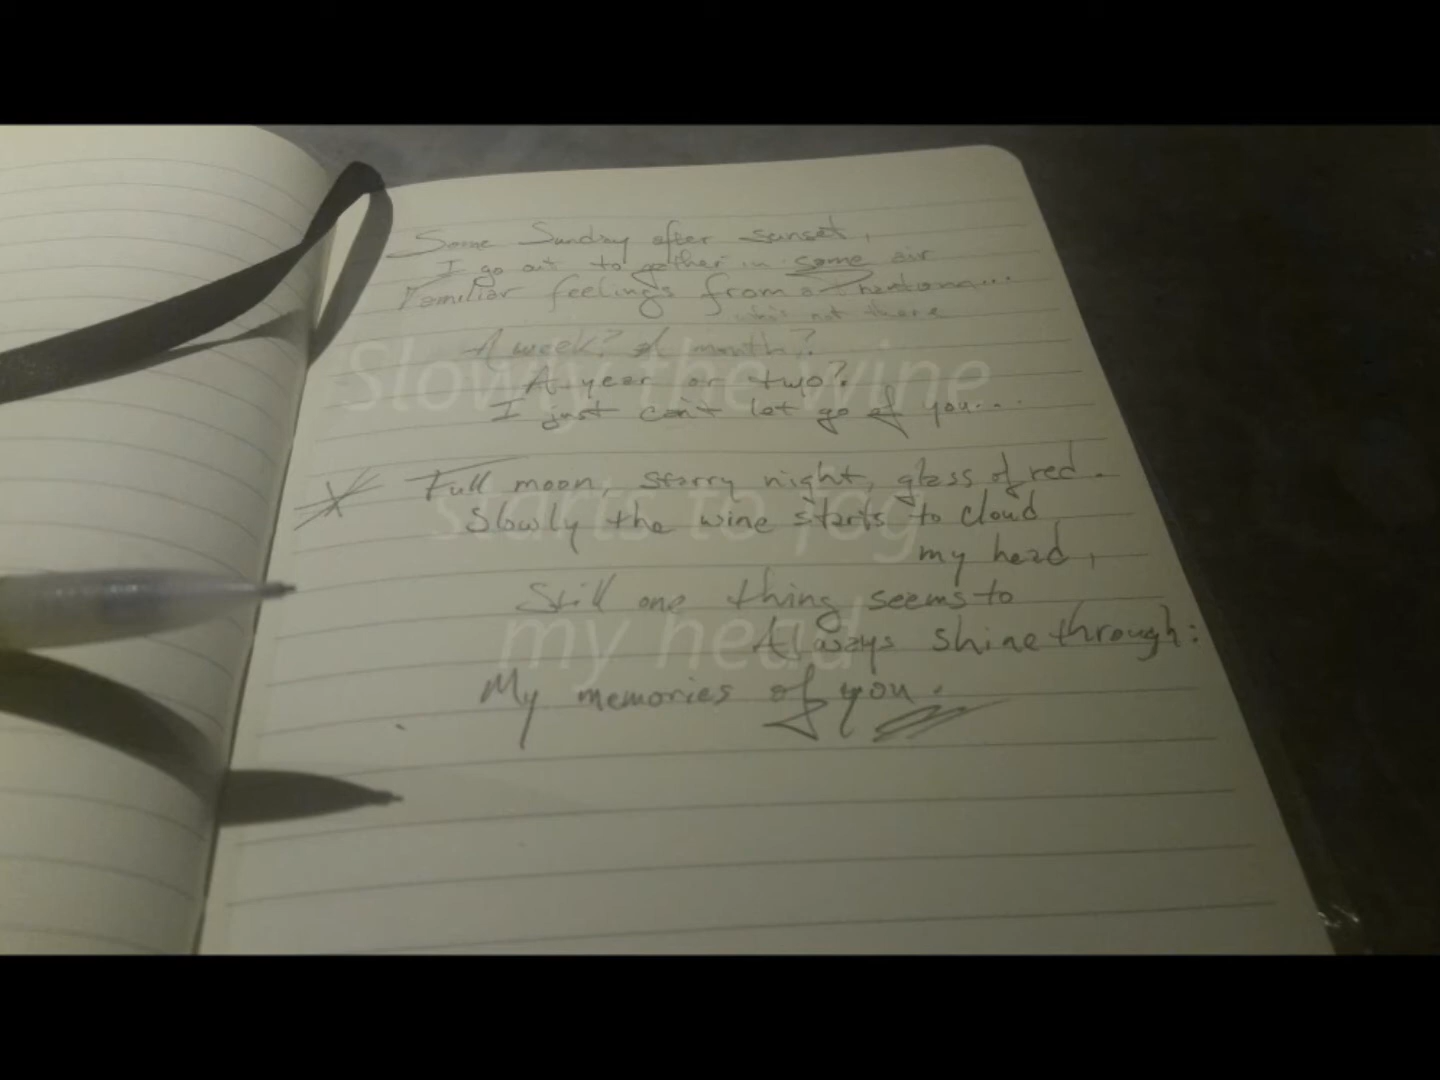 Some Sunday after sunset,
I go out to gather in some air
Familiar feelings from a
who's not there
A week? A month?
A year or two?
I just can't let go of you...
Full moon, starry night, glass of red.
Slowly the wine starts to cloud
my head,
Still one thing seems to
Always shine through:
My memories of you.
Slowly the wine
starts to fog
my head